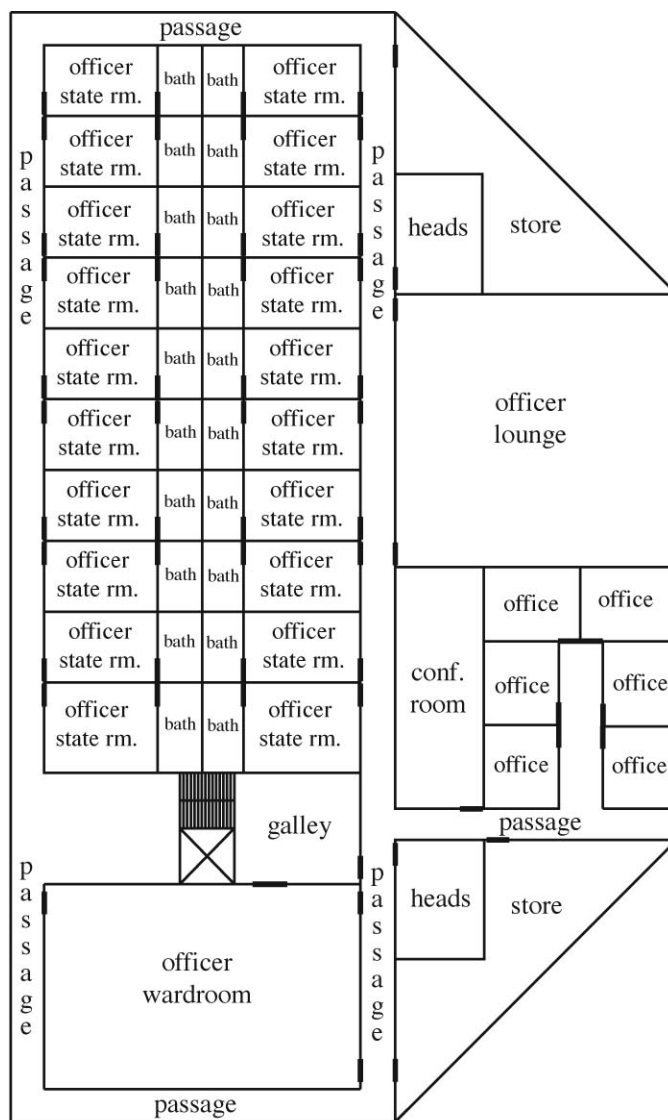 passage
officer
state rm.
bath
bath
officer
state rm.
officer
state rm.
bath
bath
officer
state rm.
officer
state rm.
bath
bath
officer
state rm.
officer
state rm.
bath
bath
officer
state rm.
officer
state rm.
bath
bath
officer
state rm.
officer
state rm.
bath
bath
officer
state rm.
officer
state rm.
bath
bath
officer
state rm.
officer
state rm.
bath
bath
officer
state rm.
officer
state rm.
bath
bath
officer
state rm.
officer
state rm.
bath
bath
officer
state rm.
passage
passage
heads
store
officer
lounge
office
office
conf.
room
office
office
office
office
passage
galley
passage
officer
wardroom
passage
heads
store
passage